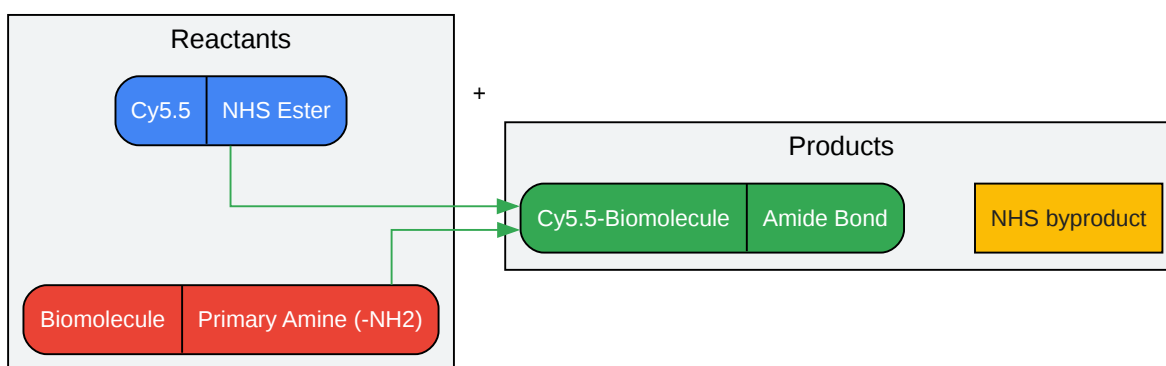 Reactants
Cy5.5 NHS Ester
+
Products
Cy5.5-Biomolecule Amide Bond NHS byproduct
Biomolecule Primary Amine (-NH2)